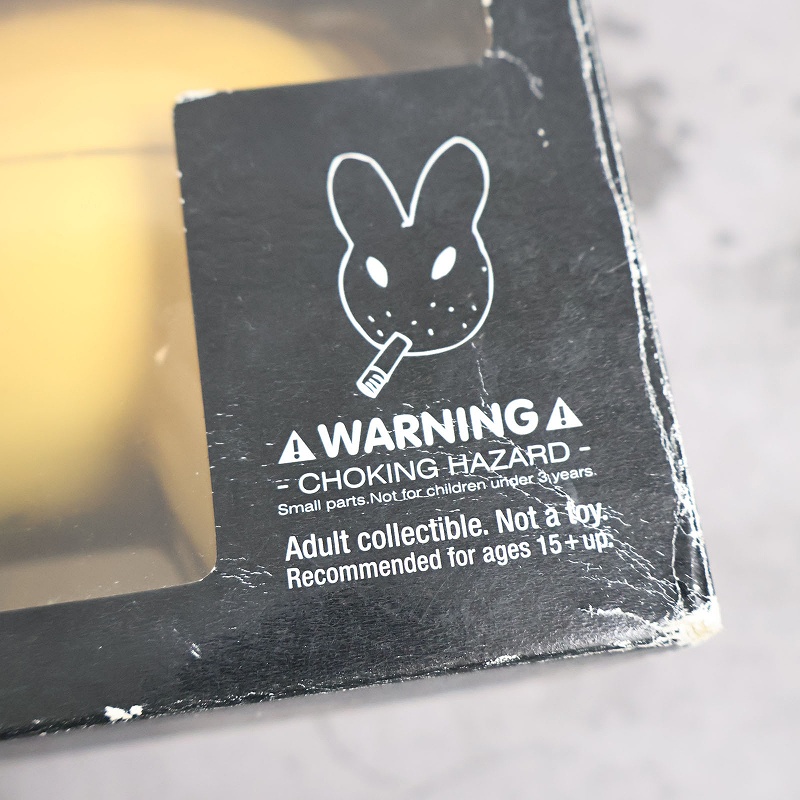 WARNING
- CHOKING HAZARD -
Small parts.Not for children under 3 years.
Adult collectible. Not a toy.
Recommended for ages 15+up.